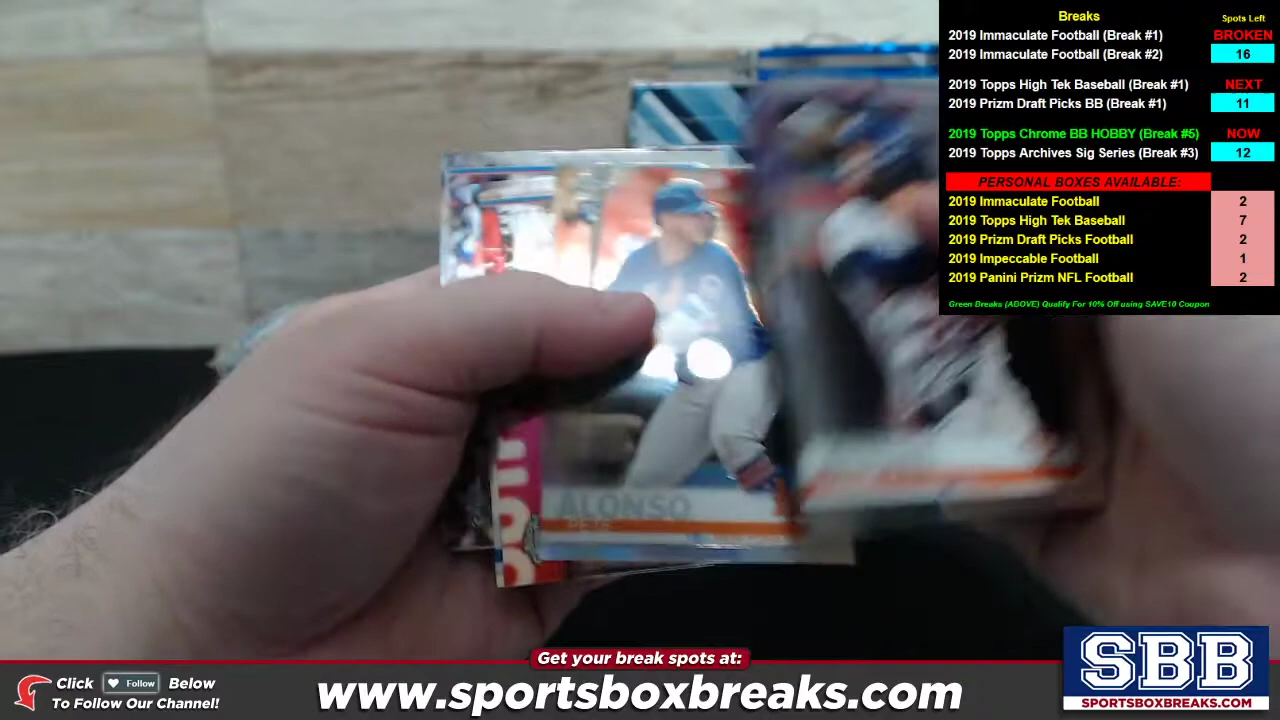 Breaks Spots Left
2019 Immaculate Football (Break #1) BROKEN
2019 Immaculate Football (Break #2) 16
2019 Topps High Tek Baseball (Break #1) NEXT
2019 Prizm Draft Picks BB (Break #1) 11
2019 Topps Chrome BB HOBBY (Break #5) NOW
2019 Topps Archives Sig Series (Break #3) 12
PERSONAL BOXES AVAILABLE:
2019 Immaculate Football 2
2019 Topps High Tek Baseball 7
2019 Prizm Draft Picks Football 2
2019 Impeccable Football 1
2019 Panini Prizm NFL Football 2
Green Breaks (ABOVE) Qualify For 10% Off using SAVE10 Coupon
ALONSO
PETE
Get your break spots at:
Click Follow Below
To Follow Our Channel!
www.sportsboxbreaks.com
SBB
SPORTSBOXBREAKS.COM